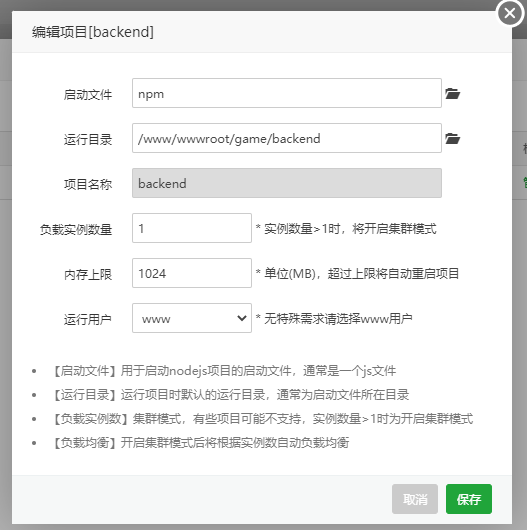 编辑项目[backend]
启动文件 npm
运行目录 /www/wwwroot/game/backend
项目名称 backend
负载实例数量 1 * 实例数量>1时，将开启集群模式
内存上限 1024 * 单位(MB)，超过上限将自动重启项目
运行用户 www * 无特殊需求请选择www用户
• 【启动文件】用于启动nodejs项目的启动文件，通常是一个js文件
• 【运行目录】运行项目时默认的运行目录，通常为启动文件所在目录
• 【负载实例数】集群模式，有些项目可能不支持，实例数量>1时为开启集群模式
• 【负载均衡】开启集群模式后将根据实例数自动负载均衡
取消 保存